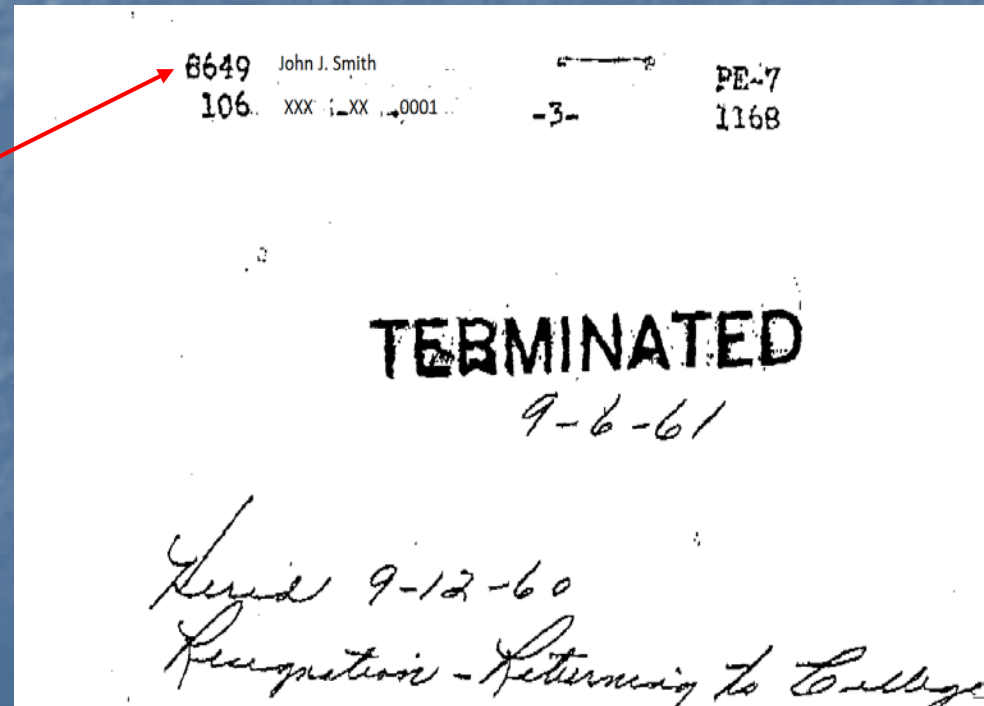 8649 John J. Smith PE-7
106 XXX-XX-0001 -3- 1168
TERMINATED
9-6-61
Hired 9-12-60
Resignation - Returning to College